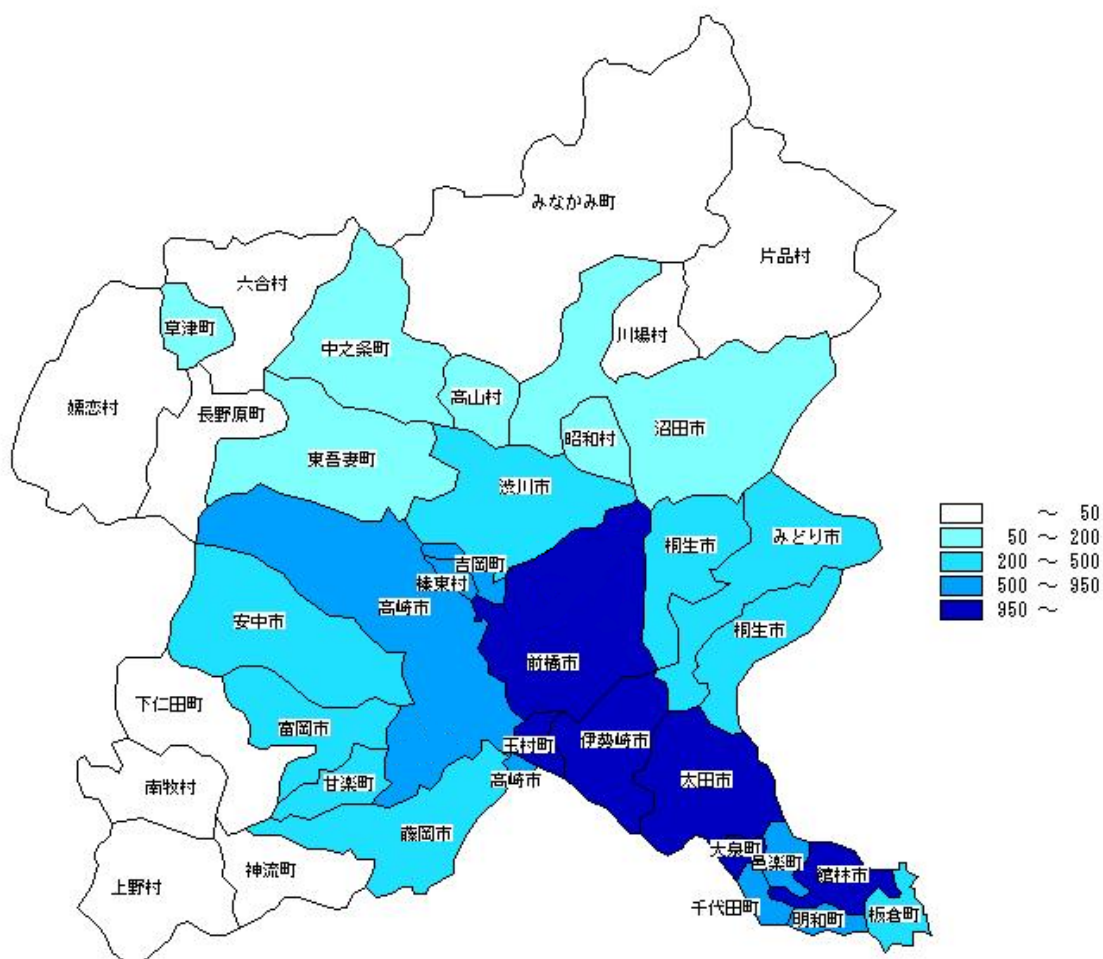 みなかみ町
片品村
六合村
草津町
川場村
中之条町
高山村
嬬恋村
長野原町
昭和村
沼田市
東吾妻町
渋川市
～ 50
50 ～ 200
200 ～ 500
500 ～ 950
950 ～
桐生市
みどり市
吉岡町
榛東村
高崎市
安中市
桐生市
前橋市
下仁田町
富岡市
玉村町
伊勢崎市
高崎市
太田市
南牧村
甘楽町
藤岡市
大泉町
邑楽町
神流町
館林市
上野村
千代田町
明和町
板倉町